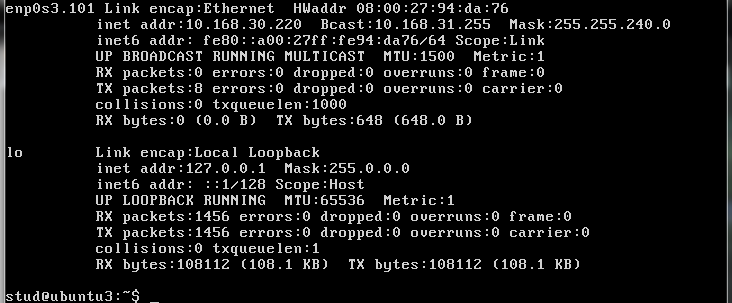 enp0s3.101 Link encap:Ethernet  HWaddr 08:00:27:94:da:76
inet addr:10.168.30.220  Bcast:10.168.31.255  Mask:255.255.240.0
inet6 addr: fe80::a00:27ff:fe94:da76/64 Scope:Link
UP BROADCAST RUNNING MULTICAST  MTU:1500  Metric:1
RX packets:0 errors:0 dropped:0 overruns:0 frame:0
TX packets:8 errors:0 dropped:0 overruns:0 carrier:0
collisions:0 txqueuelen:1000
RX bytes:0 (0.0 B)  TX bytes:648 (648.0 B)
lo        Link encap:Local Loopback
inet addr:127.0.0.1  Mask:255.0.0.0
inet6 addr: ::1/128 Scope:Host
UP LOOPBACK RUNNING  MTU:65536  Metric:1
RX packets:1456 errors:0 dropped:0 overruns:0 frame:0
TX packets:1456 errors:0 dropped:0 overruns:0 carrier:0
collisions:0 txqueuelen:1
RX bytes:108112 (108.1 KB)  TX bytes:108112 (108.1 KB)
stud@ubuntu3:~$ _